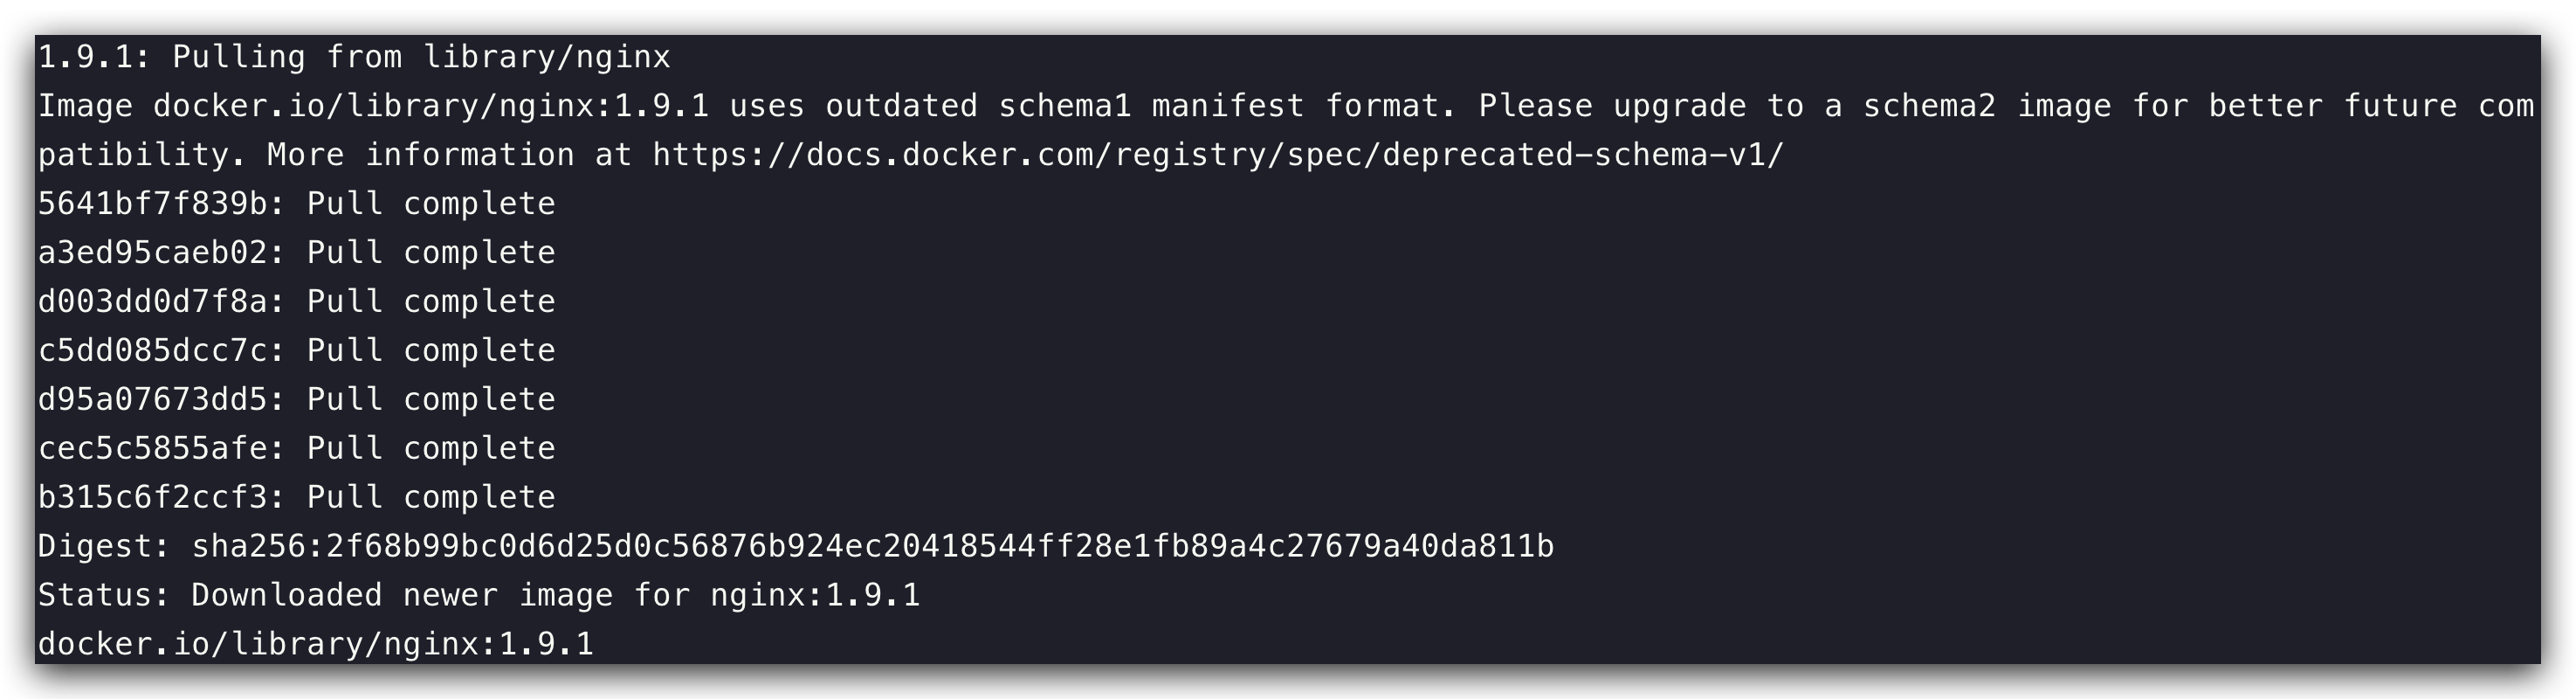 1.9.1: Pulling from library/nginx
Image docker.io/library/nginx:1.9.1 uses outdated schema1 manifest format. Please upgrade to a schema2 image for better future com
patibility. More information at https://docs.docker.com/registry/spec/deprecated-schema-v1/
5641bf7f839b: Pull complete
a3ed95caeb02: Pull complete
d003dd0d7f8a: Pull complete
c5dd085dcc7c: Pull complete
d95a07673dd5: Pull complete
cec5c5855afe: Pull complete
b315c6f2ccf3: Pull complete
Digest: sha256:2f68b99bc0d6d25d0c56876b924ec20418544ff28e1fb89a4c27679a40da811b
Status: Downloaded newer image for nginx:1.9.1
docker.io/library/nginx:1.9.1